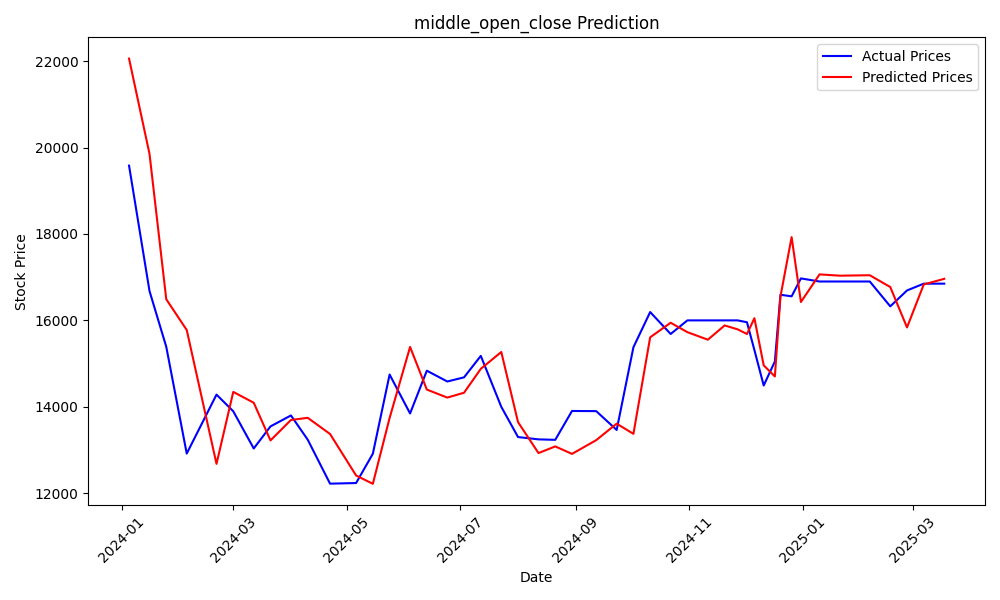 middle_open_close Prediction
Actual Prices
Predicted Prices
Stock Price
22000
20000
18000
16000
14000
12000
2024-01
2024-03
2024-05
2024-07
2024-09
2024-11
2025-01
2025-03
Date